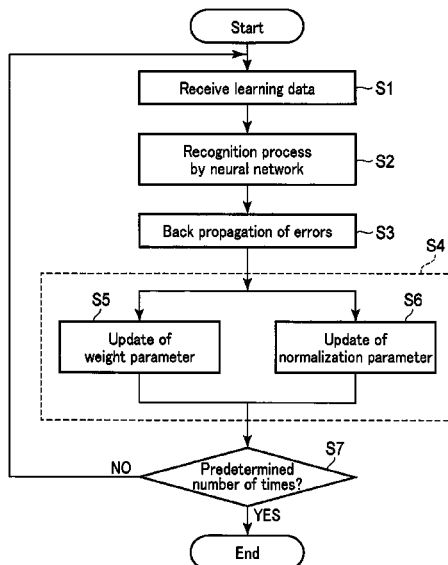 Start
Receive learning data
S1
Recognition process
by neural network
S2
Back propagation of errors
S3
S4
S5
Update of
weight parameter
S6
Update of
normalization parameter
S7
Predetermined
number of times?
NO
YES
End